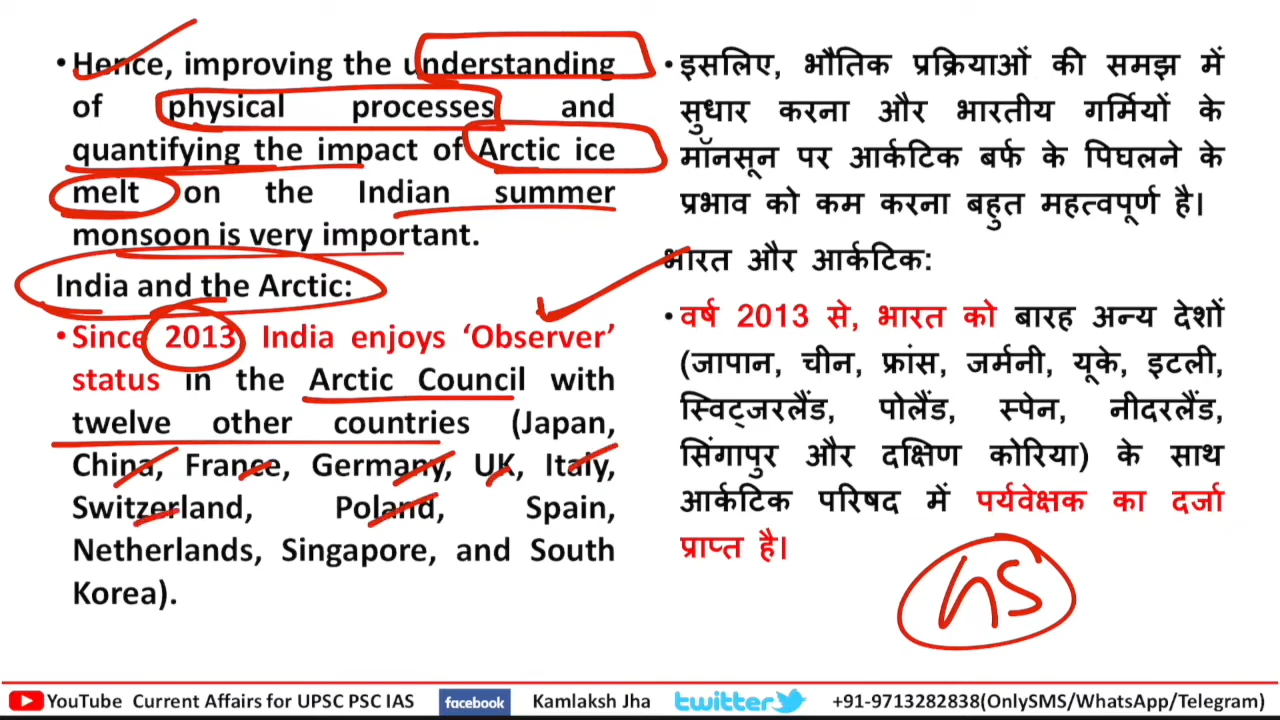 •Hence, improving the understanding
of physical processes and
quantifying the impact of Arctic ice
melt on the Indian summer
monsoon is very important.
India and the Arctic:
•Since 2013 India enjoys ‘Observer’
status in the Arctic Council with
twelve other countries (Japan,
China, France, Germany, UK, Italy,
Switzerland, Poland, Spain,
Netherlands, Singapore, and South
Korea).
•इसलिए, भौतिक प्रक्रियाओं की समझ में
सुधार करना और भारतीय गर्मियों के
मॉनसून पर आर्कटिक बर्फ के पिघलने के
प्रभाव को कम करना बहुत महत्वपूर्ण है।
भारत और आर्कटिक:
•वर्ष 2013 से, भारत को बारह अन्य देशों
(जापान, चीन, फ्रांस, जर्मनी, यूके, इटली,
स्विट्जरलैंड, पोलैंड, स्पेन, नीदरलैंड,
सिंगापुर और दक्षिण कोरिया) के साथ
आर्कटिक परिषद में पर्यवेक्षक का दर्जा
प्राप्त है।
YouTube Current Affairs for UPSC PSC IAS facebook Kamlaksh Jha twitter +91-9713282838(OnlySMS/WhatsApp/Telegram)